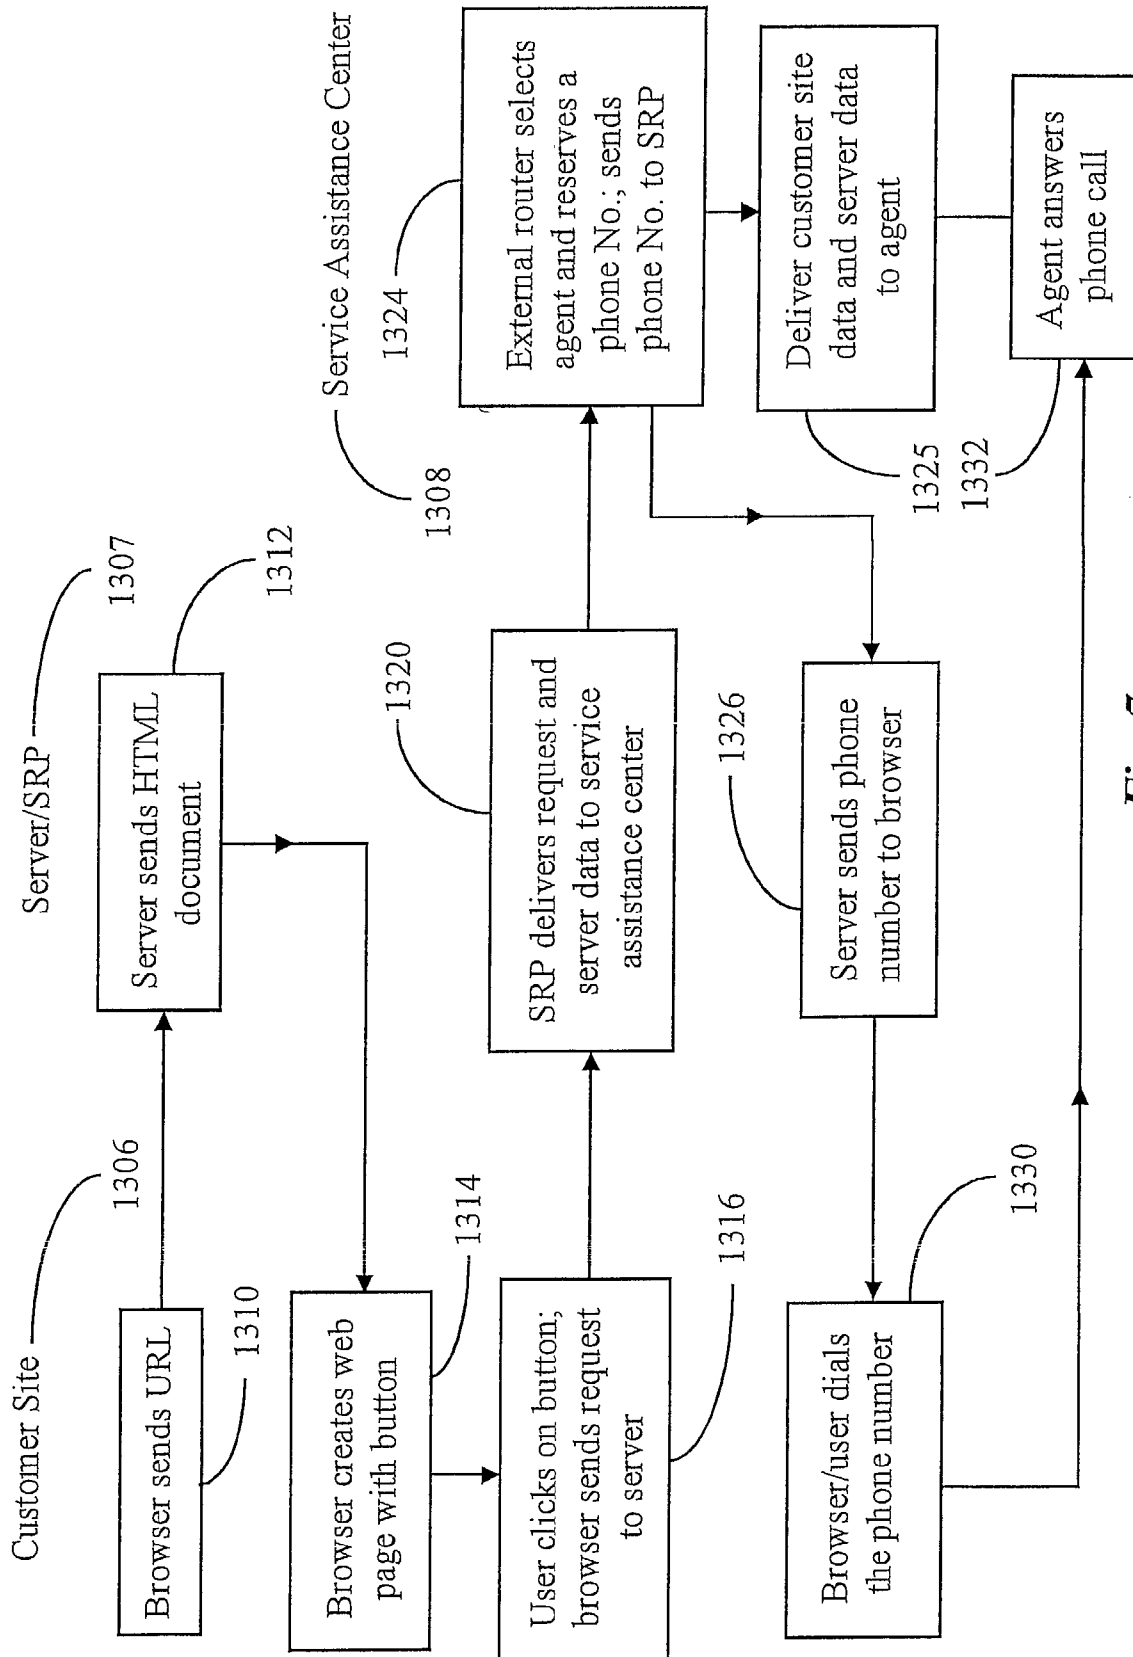 Customer Site
1306
Server/SRP
1307
Service Assistance Center
1308
Browser sends URL
1310
Server sends HTML
document
1312
Browser creates web
page with button
1314
User clicks on button;
browser sends request
to server
1316
SRP delivers request and
server data to service
assistance center
1320
External router selects
agent and reserves a
phone No.; sends
phone No. to SRP
1324
Deliver customer site
data and server data
to agent
1325
Server sends phone
number to browser
1326
Browser/user dials
the phone number
1330
Agent answers
phone call
1332